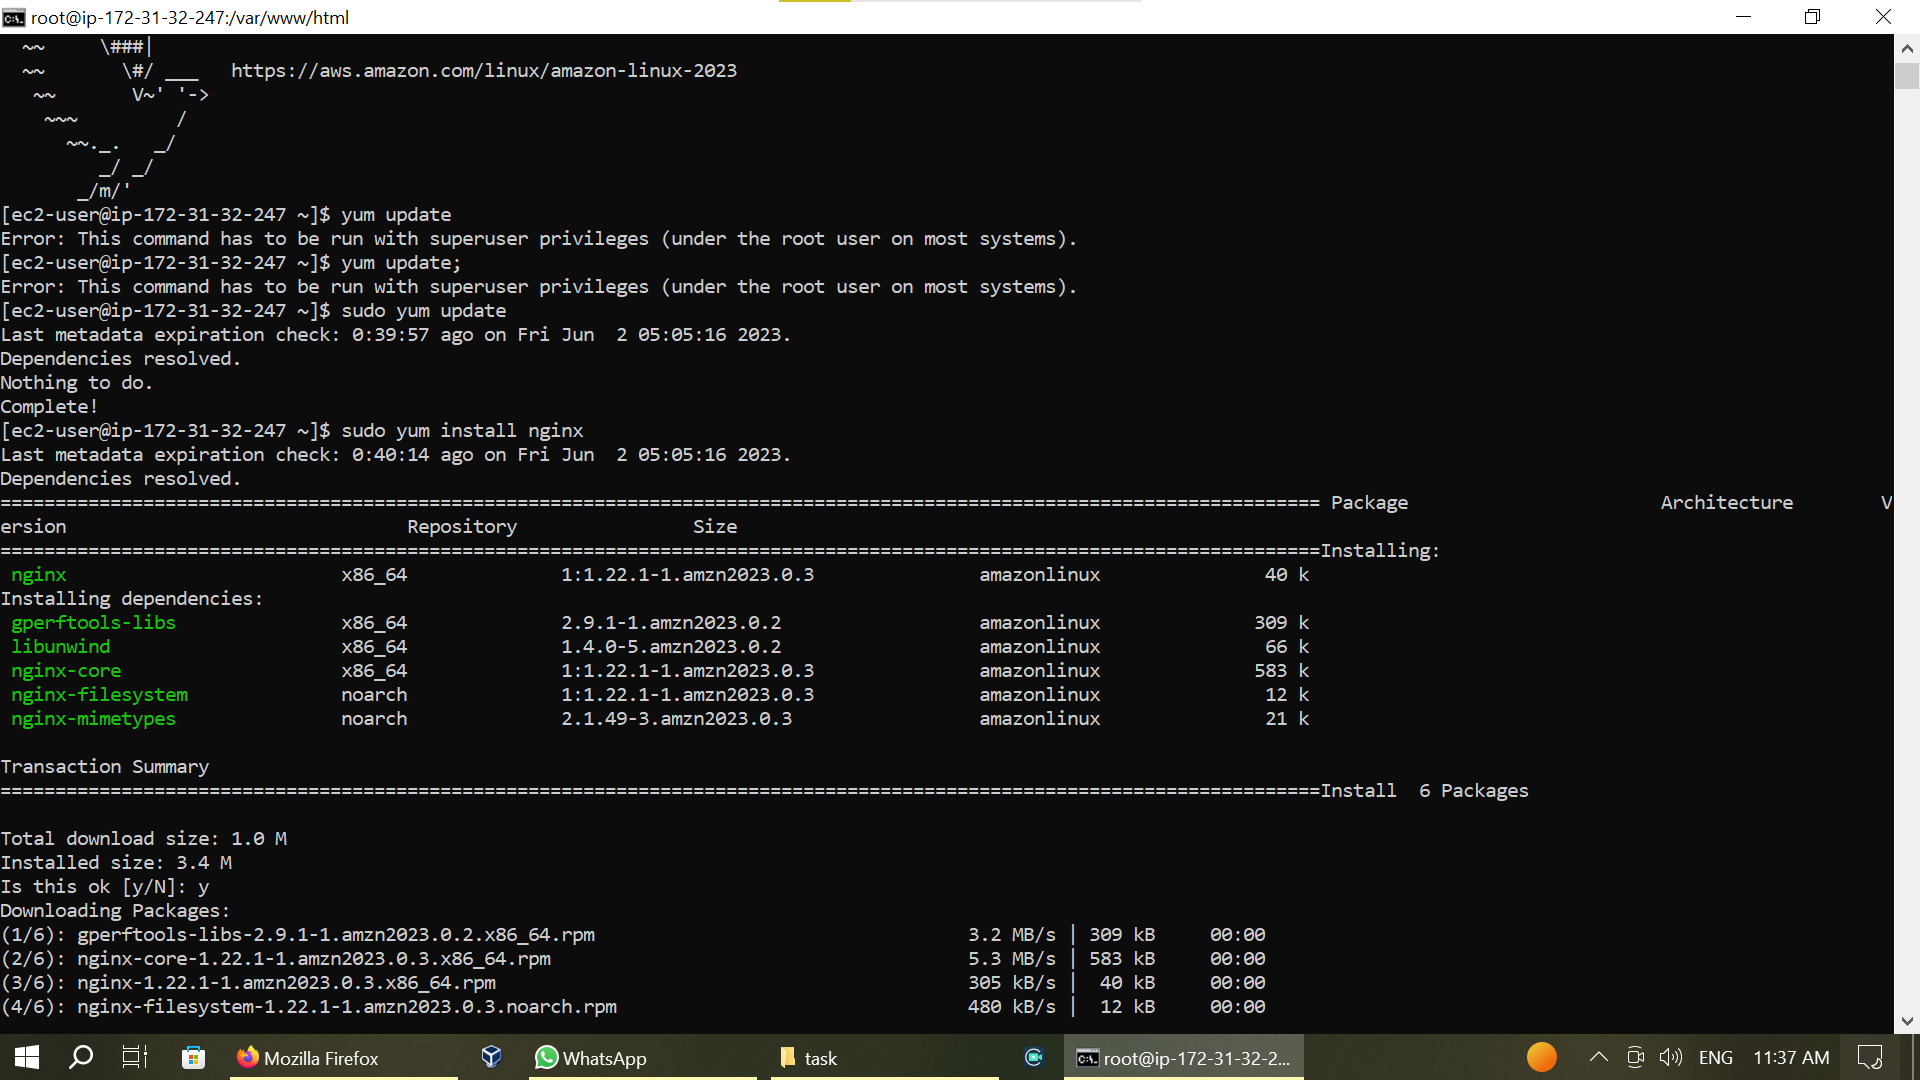 root@ip-172-31-32-247:/var/www/html
~~      \###|
~~       \#/ ___   https://aws.amazon.com/linux/amazon-linux-2023
~~       V~' '->
~~~         /
~~._.   _/
_/ _/
_/m/'
[ec2-user@ip-172-31-32-247 ~]$ yum update
Error: This command has to be run with superuser privileges (under the root user on most systems).
[ec2-user@ip-172-31-32-247 ~]$ yum update;
Error: This command has to be run with superuser privileges (under the root user on most systems).
[ec2-user@ip-172-31-32-247 ~]$ sudo yum update
Last metadata expiration check: 0:39:57 ago on Fri Jun  2 05:05:16 2023.
Dependencies resolved.
Nothing to do.
Complete!
[ec2-user@ip-172-31-32-247 ~]$ sudo yum install nginx
Last metadata expiration check: 0:40:14 ago on Fri Jun  2 05:05:16 2023.
Dependencies resolved.
======================================================================================================================== Package                       Architecture        V
ersion                               Repository                Size
========================================================================================================================Installing:
nginx                         x86_64              1:1.22.1-1.amzn2023.0.3               amazonlinux               40 k
Installing dependencies:
gperftools-libs               x86_64              2.9.1-1.amzn2023.0.2                  amazonlinux              309 k
libunwind                     x86_64              1.4.0-5.amzn2023.0.2                  amazonlinux               66 k
nginx-core                    x86_64              1:1.22.1-1.amzn2023.0.3               amazonlinux              583 k
nginx-filesystem              noarch              1:1.22.1-1.amzn2023.0.3               amazonlinux               12 k
nginx-mimetypes               noarch              2.1.49-3.amzn2023.0.3                 amazonlinux               21 k
Transaction Summary
========================================================================================================================Install  6 Packages
Total download size: 1.0 M
Installed size: 3.4 M
Is this ok [y/N]: y
Downloading Packages:
(1/6): gperftools-libs-2.9.1-1.amzn2023.0.2.x86_64.rpm                                  3.2 MB/s | 309 kB     00:00
(2/6): nginx-core-1.22.1-1.amzn2023.0.3.x86_64.rpm                                      5.3 MB/s | 583 kB     00:00
(3/6): nginx-1.22.1-1.amzn2023.0.3.x86_64.rpm                                           305 kB/s |  40 kB     00:00
(4/6): nginx-filesystem-1.22.1-1.amzn2023.0.3.noarch.rpm                                480 kB/s |  12 kB     00:00
Mozilla Firefox WhatsApp task root@ip-172-31-32-2... ENG 11:37 AM